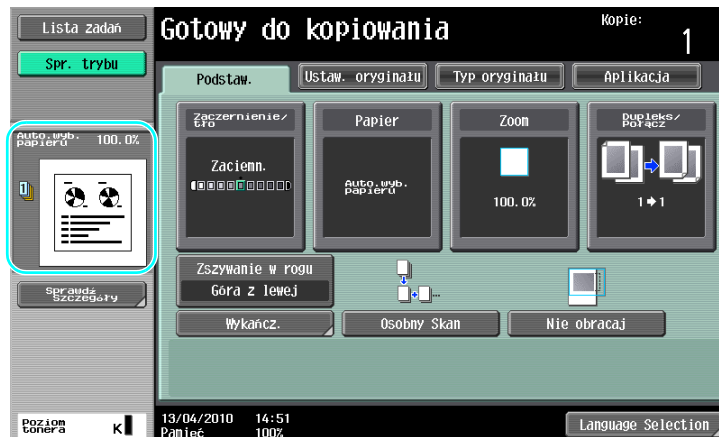 Lista zadań
Gotowy do kopiowania
Kopie:
1
Spr. trybu
Podstaw.
Ustaw. oryginału
Typ oryginału
Aplikacja
Auto.wyb.
papieru
100.0%
Zaczernienie/
tło
Zaciemn.
Papier
Auto.wyb.
papieru
Zoom
100.0%
Dupleks/
Połącz
1➧1
Sprawdź
Szczegóły
Zszywanie w rogu
Góra z lewej
Wykańcz.
Osobny Skan
Nie obracaj
Poziom
tonera
K
13/04/2010 14:51
Pamięć 100%
Language Selection